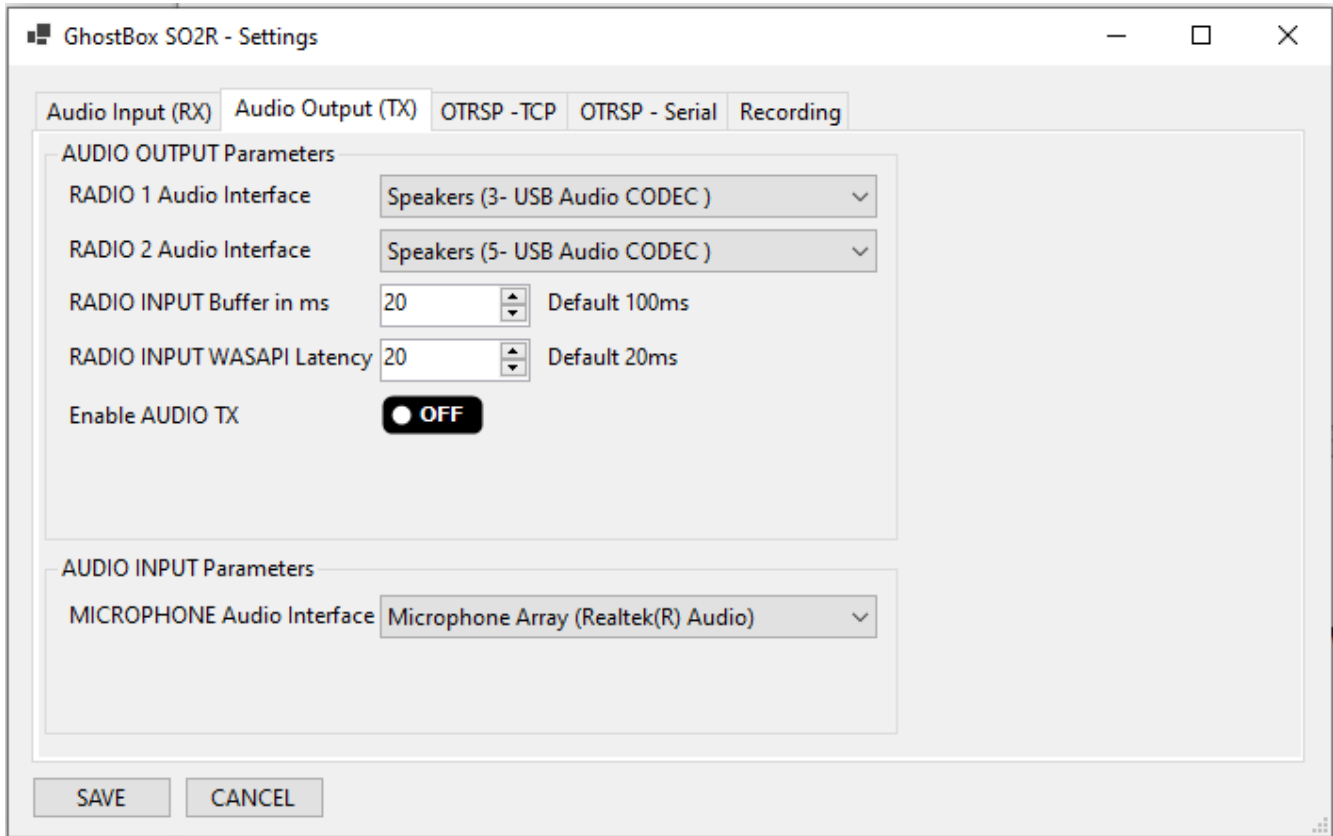 GhostBox SO2R - Settings
Audio Input (RX) Audio Output (TX) OTRSP -TCP OTRSP - Serial Recording
AUDIO OUTPUT Parameters
RADIO 1 Audio Interface Speakers (3- USB Audio CODEC )
RADIO 2 Audio Interface Speakers (5- USB Audio CODEC )
RADIO INPUT Buffer in ms 20 Default 100ms
RADIO INPUT WASAPI Latency 20 Default 20ms
Enable AUDIO TX OFF
AUDIO INPUT Parameters
MICROPHONE Audio Interface Microphone Array (Realtek(R) Audio)
SAVE CANCEL